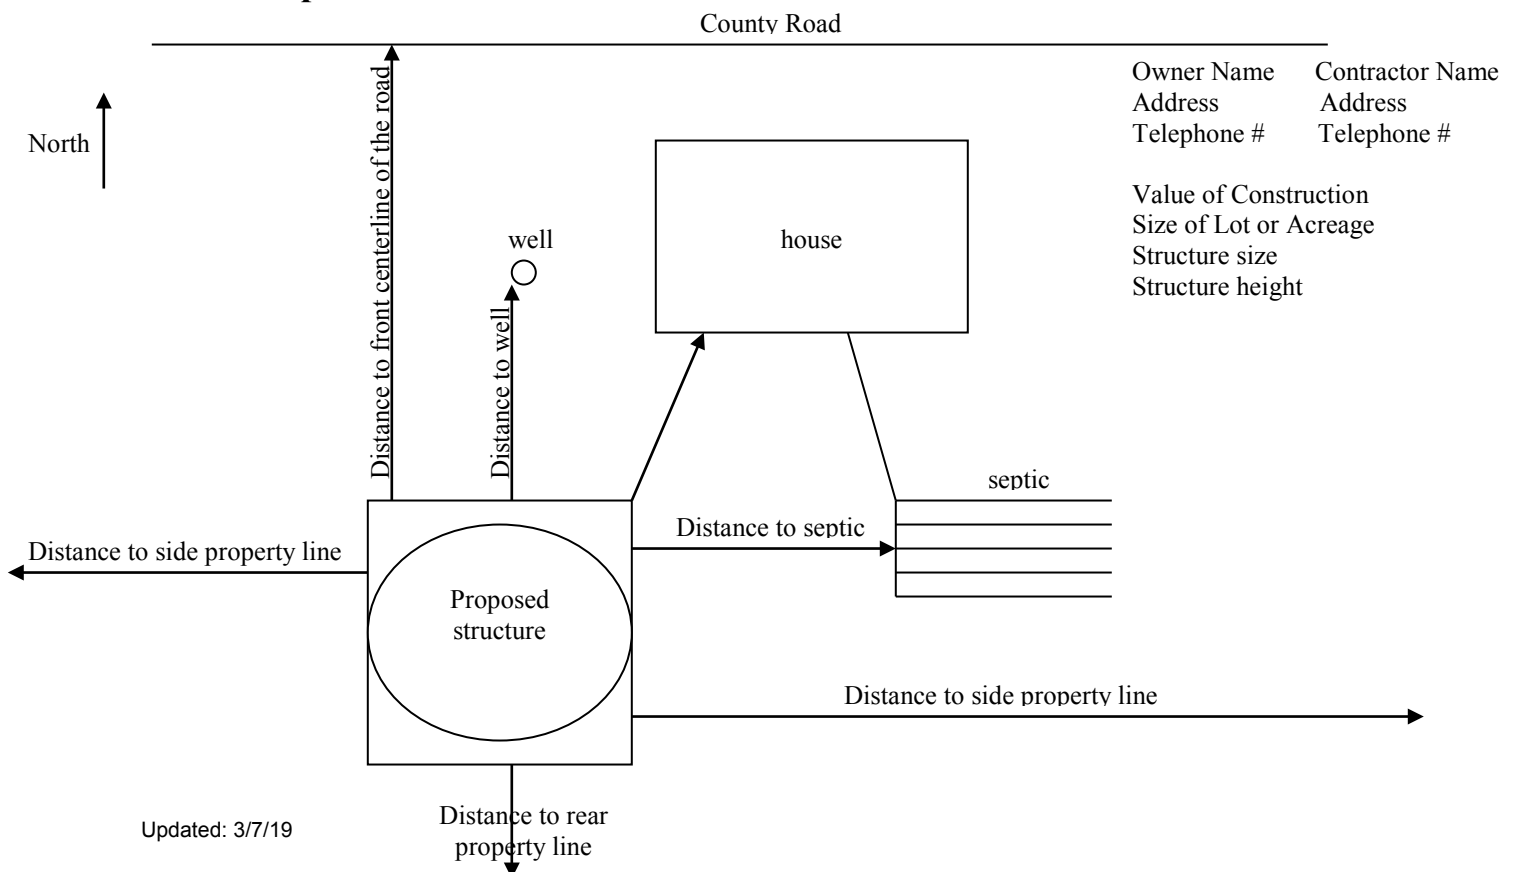 County Road
Owner Name Contractor Name
Address Address
Telephone # Telephone #
North
Distance to front centerline of the road
Value of Construction
Size of Lot or Acreage
Structure size
Structure height
well
house
Distance to well
septic
Distance to septic
Distance to side property line
Proposed
structure
Distance to side property line
Distance to rear
property line
Updated: 3/7/19